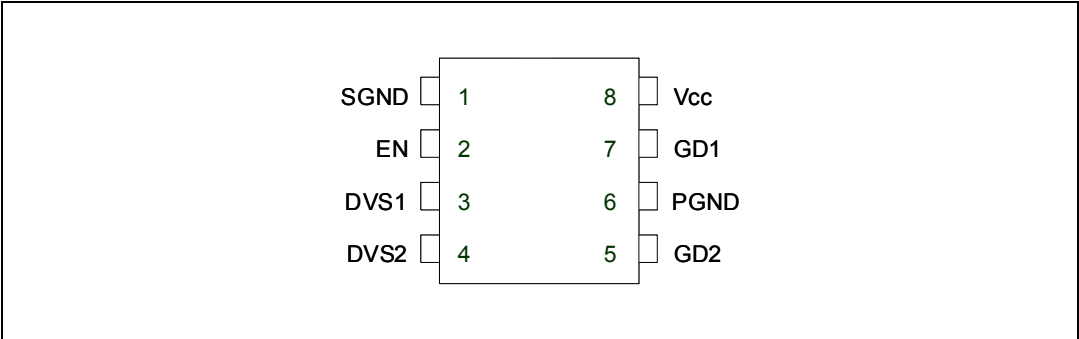 SGND 1 8 Vcc
EN 2 7 GD1
DVS1 3 6 PGND
DVS2 4 5 GD2